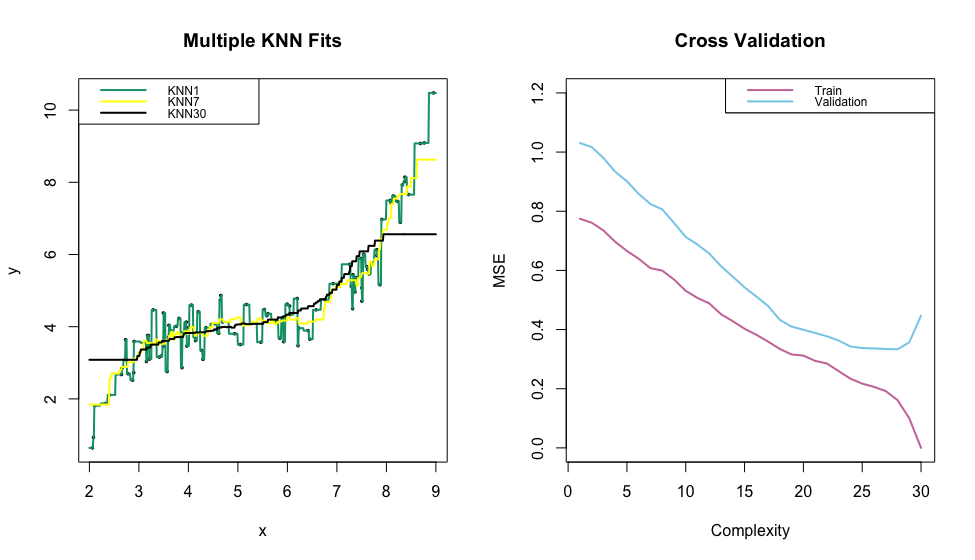 Multiple KNN Fits
KNN1
KNN7
KNN30
y
2
4
6
8
10
2 3 4 5 6 7 8 9
x
Cross Validation
Train
Validation
MSE
0.0
0.2
0.4
0.6
0.8
1.0
1.2
0 5 10 15 20 25 30
Complexity